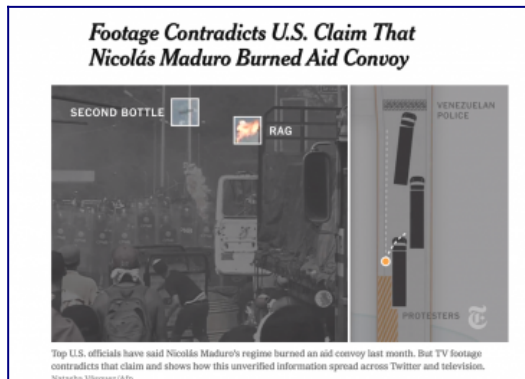 Footage Contradicts U.S. Claim That
Nicolás Maduro Burned Aid Convoy
SECOND BOTTLE
RAG
VENEZUELAN
POLICE
PROTESTERS
Top U.S. officials have said Nicolás Maduro's regime burned an aid convoy last month. But TV footage
contradicts that claim and shows how this unverified information spread across Twitter and television.